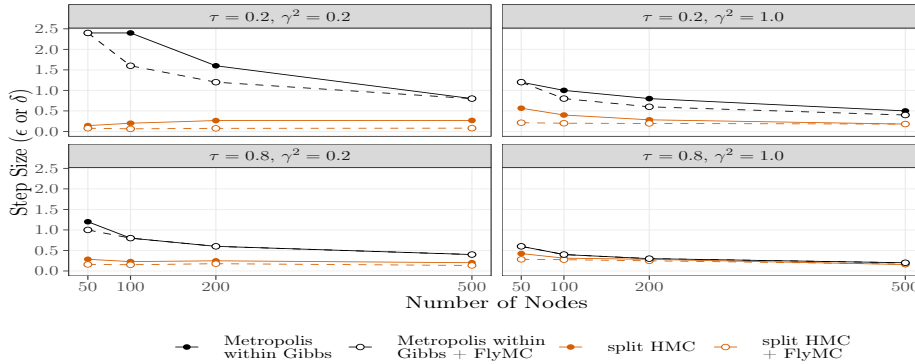 τ = 0.2, γ² = 0.2
τ = 0.2, γ² = 1.0
2.5
2.0
1.5
1.0
0.5
0.0
τ = 0.8, γ² = 0.2
τ = 0.8, γ² = 1.0
2.5
2.0
1.5
1.0
0.5
0.0
Step Size (ϵ or δ)
50 100 200 500
50 100 200 500
Number of Nodes
Metropolis within Gibbs
Metropolis within Gibbs + FlyMC
split HMC
split HMC + FlyMC